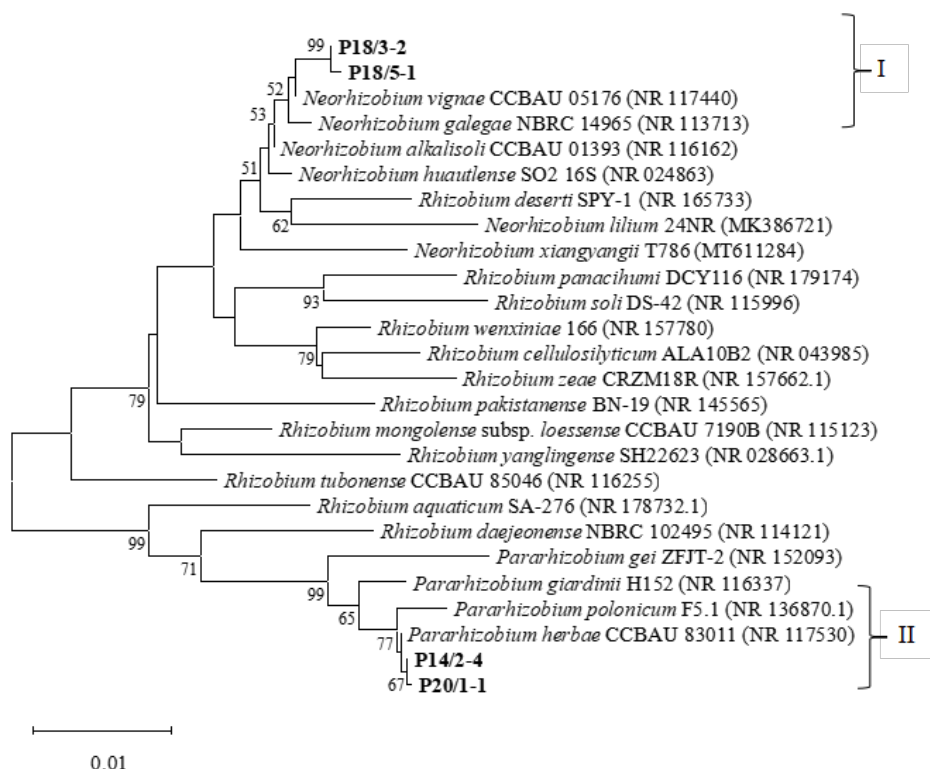 99
P18/3-2
P18/5-1
I
52
Neorhizobium vignae CCBAU 05176 (NR 117440)
53
Neorhizobium galegae NBRC 14965 (NR 113713)
Neorhizobium alkalisoli CCBAU 01393 (NR 116162)
51
Neorhizobium huautlense SO2 16S (NR 024863)
Rhizobium deserti SPY-1 (NR 165733)
62
Neorhizobium lilium 24NR (MK386721)
Neorhizobium xiangyangii T786 (MT611284)
Rhizobium panacihumi DCY116 (NR 179174)
93
Rhizobium soli DS-42 (NR 115996)
Rhizobium wenxiniae 166 (NR 157780)
79
Rhizobium cellulosilyticum ALA10B2 (NR 043985)
Rhizobium zeae CRZM18R (NR 157662.1)
79
Rhizobium pakistanense BN-19 (NR 145565)
Rhizobium mongolense subsp. loessense CCBAU 7190B (NR 115123)
Rhizobium yanglingense SH22623 (NR 028663.1)
Rhizobium tubonense CCBAU 85046 (NR 116255)
Rhizobium aquaticum SA-276 (NR 178732.1)
99
Rhizobium daejeonense NBRC 102495 (NR 114121)
71
Pararhizobium gei ZFJT-2 (NR 152093)
99
Pararhizobium giardinii H152 (NR 116337)
65
Pararhizobium polonicum F5.1 (NR 136870.1)
77
Pararhizobium herbae CCBAU 83011 (NR 117530)
II
P14/2-4
67
P20/1-1
0.01